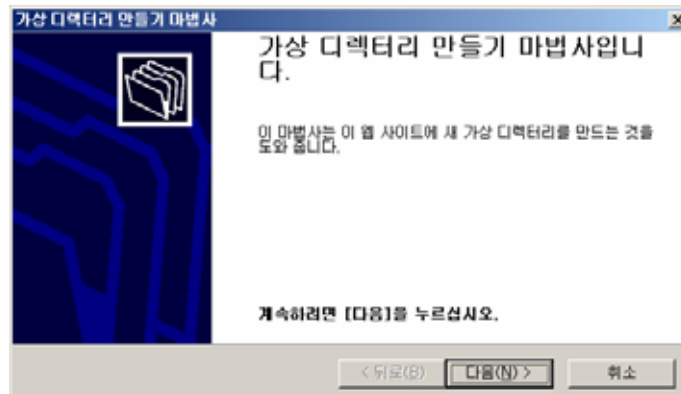 가상 디렉터리 만들기 마법사
가상 디렉터리 만들기 마법사입니
다.
이 마법사는 이 웹 사이트에 새 가상 디렉터리를 만드는 것을
도와 줍니다.
계속하려면 [다음]을 누르십시오.
< 뒤로(B)
다음(N) >
취소